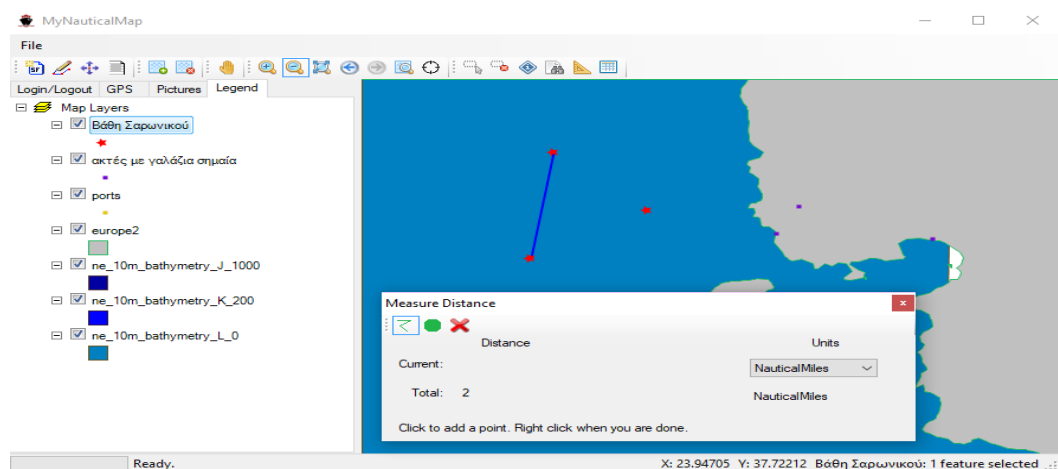 MyNauticalMap
File
Login/Logout GPS Pictures Legend
Map Layers
Βάθη Σαρωνικού
ακτές με γαλάζια σημαία
ports
europe2
ne_10m_bathymetry_J_1000
ne_10m_bathymetry_K_200
ne_10m_bathymetry_L_0
Measure Distance
Distance Units
Current: NauticalMiles
Total: 2 NauticalMiles
Click to add a point. Right click when you are done.
Ready. X: 23.94705 Y: 37.72212 Βάθη Σαρωνικού: 1 feature selected